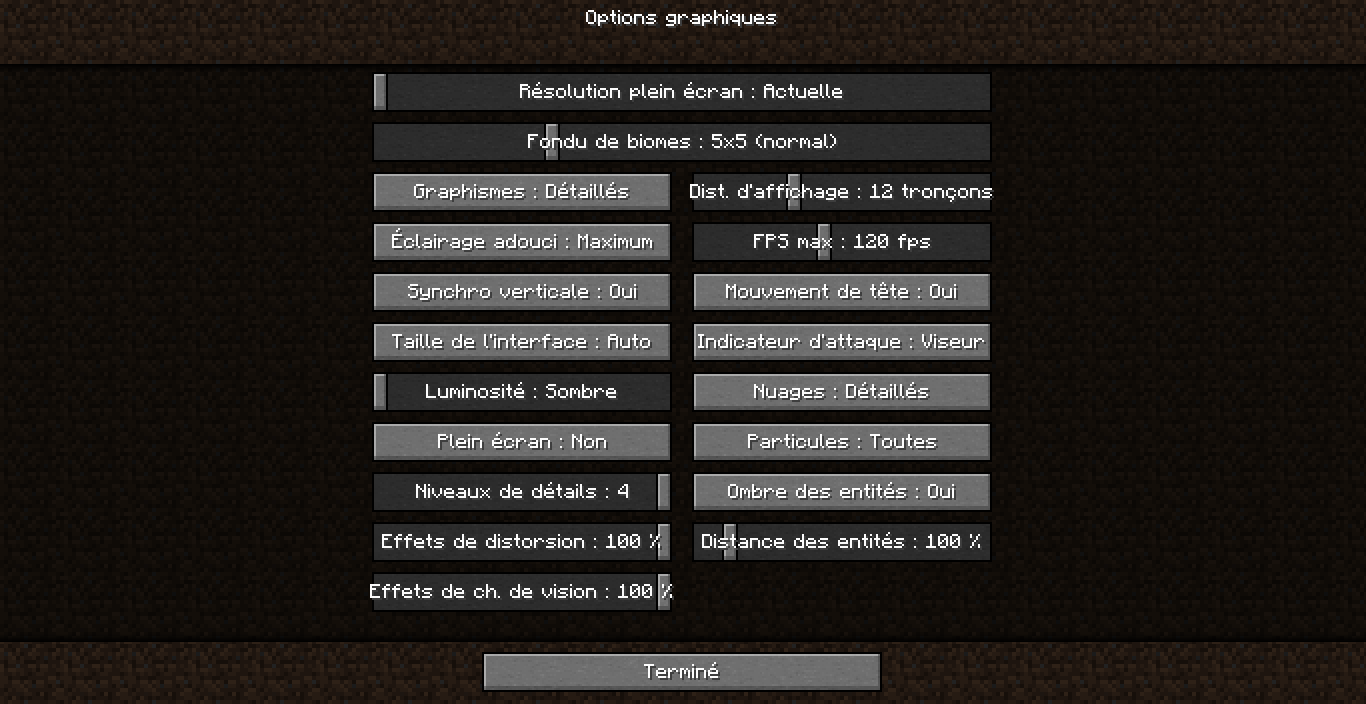 Options graphiques
Résolution plein écran : Actuelle
Fondu de biomes : 5x5 (normal)
Graphismes : Détaillés
Dist. d'affichage : 12 tronçons
Éclairage adouci : Maximum
FPS max : 120 fps
Synchro verticale : Oui
Mouvement de tête : Oui
Taille de l'interface : Auto
Indicateur d'attaque : Viseur
Luminosité : Sombre
Nuages : Détaillés
Plein écran : Non
Particules : Toutes
Niveaux de détails : 4
Ombre des entités : Oui
Effets de distorsion : 100 %
Distance des entités : 100 %
Effets de ch. de vision : 100 %
Terminé